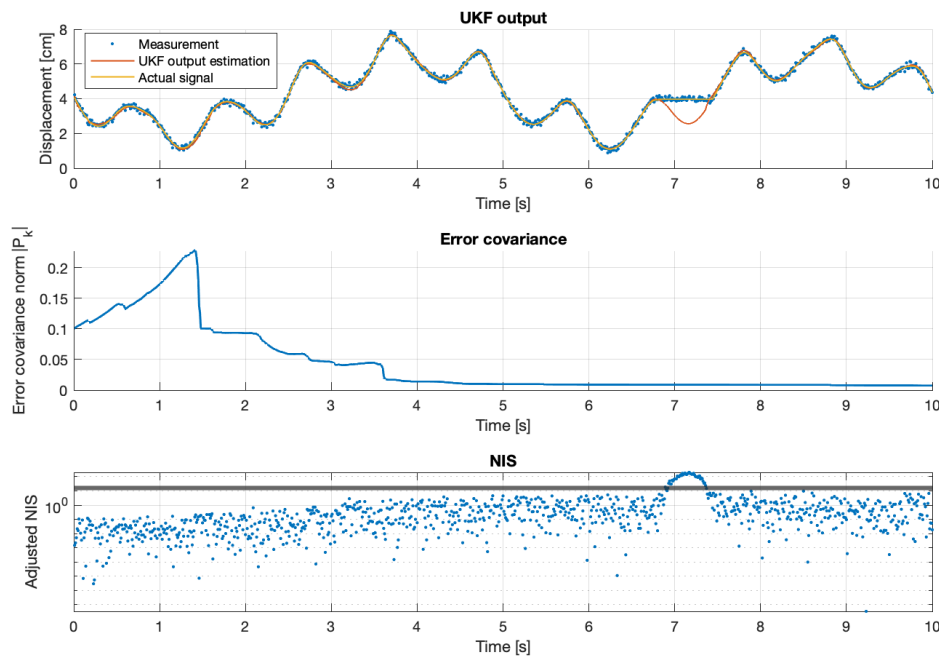 UKF output
Displacement [cm]
8
6
4
2
0
Measurement
UKF output estimation
Actual signal
0 1 2 3 4 5 6 7 8 9 10
Time [s]
Error covariance
Error covariance norm |P_k|
0.2
0.15
0.1
0.05
0
0 1 2 3 4 5 6 7 8 9 10
Time [s]
NIS
Adjusted NIS
10^0
0 1 2 3 4 5 6 7 8 9 10
Time [s]